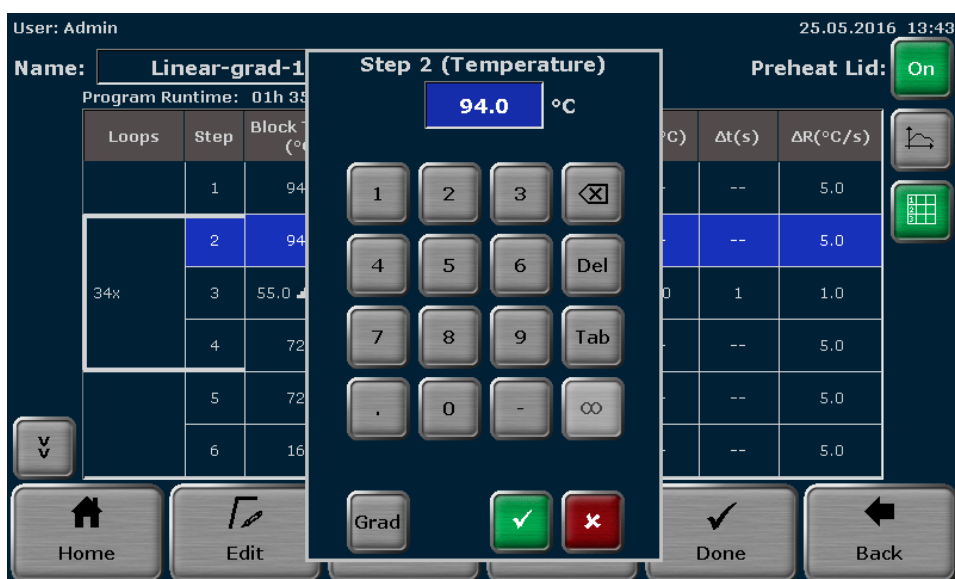 User: Admin
25.05.2016 13:43
Name: Linear-grad-1
Preheat Lid: On
Program Runtime: 01h 35
Step 2 (Temperature)
94.0 °C
Loops Step Block
°C) Δt(s) ΔR(°C/s)
1 94 -- 5.0
2 94 -- 5.0
34x 3 55.0 0 1 1.0
4 72 -- 5.0
5 72 -- 5.0
6 16 -- 5.0
1 2 3
4 5 6 Del
7 8 9 Tab
. 0 - ∞
Grad
Home Edit Done Back